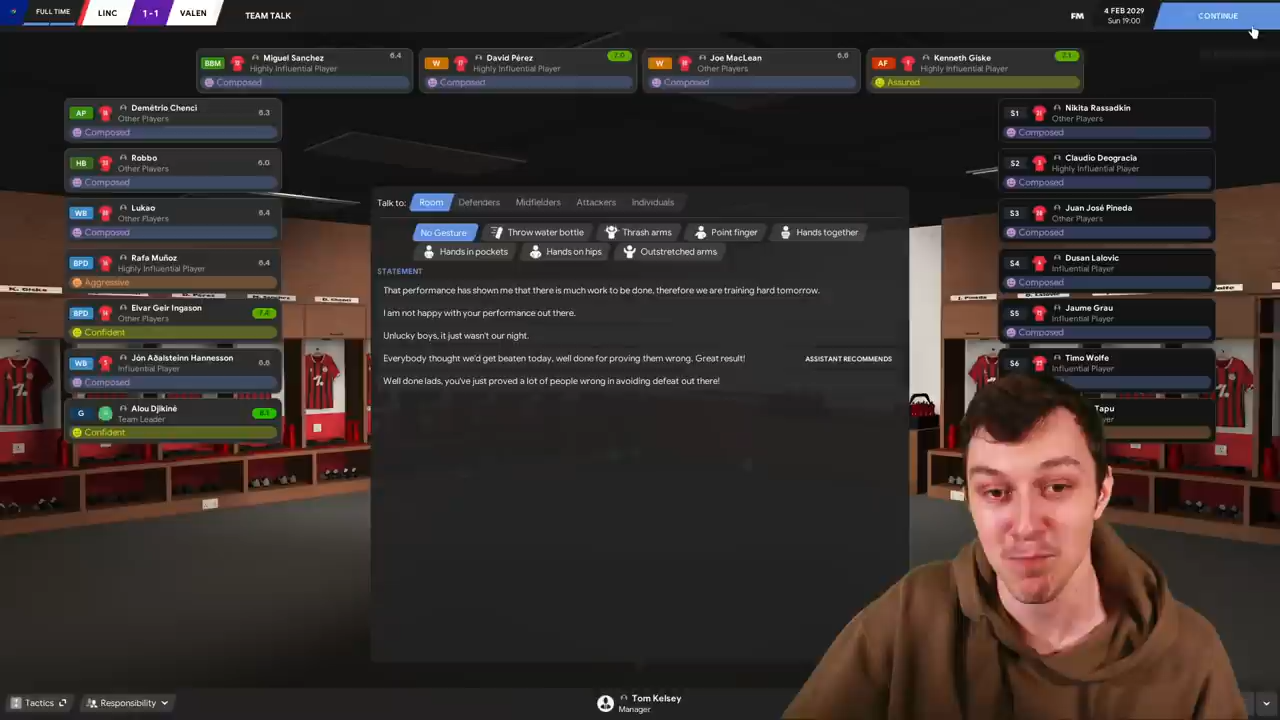 FULL TIME
LINC
1 - 1
VALEN
TEAM TALK
FM
4 FEB 2029
Sun 19:00
CONTINUE
BBM
Miguel Sanchez
6.4
Highly Influential Player
Composed
W
David Pérez
7.0
Highly Influential Player
Composed
W
Joe MacLean
6.6
Other Players
Composed
AF
Kenneth Giske
7.1
Highly Influential Player
Assured
AP
Demétrio Chenci
6.3
Other Players
Composed
HB
Robbo
6.0
Other Players
Composed
WB
Lukao
6.4
Other Players
Composed
BPD
Rafa Muñoz
6.4
Highly Influential Player
Aggressive
BPD
Elvar Geir Ingason
7.4
Other Players
Confident
WB
Jón Aðalsteinn Hannesson
6.8
Influential Player
Composed
G
Alou Djikiné
8.1
Team Leader
Confident
Talk to:
Room
Defenders
Midfielders
Attackers
Individuals
No Gesture
Throw water bottle
Thrash arms
Point finger
Hands together
Hands in pockets
Hands on hips
Outstretched arms
STATEMENT
That performance has shown me that there is much work to be done, therefore we are training hard tomorrow.
I am not happy with your performance out there.
Unlucky boys, it just wasn't our night.
Everybody thought we'd get beaten today, well done for proving them wrong. Great result!
ASSISTANT RECOMMENDS
Well done lads, you've just proved a lot of people wrong in avoiding defeat out there!
S1
Nikita Rassadkin
Other Players
Composed
S2
Claudio Deogracia
Highly Influential Player
Composed
S3
Juan José Pineda
Other Players
Composed
S4
Dusan Lalovic
Influential Player
Composed
S5
Jaume Grau
Influential Player
Composed
S6
Timo Wolfe
Influential Player
Tapu
Tactics
Responsibility
Tom Kelsey
Manager